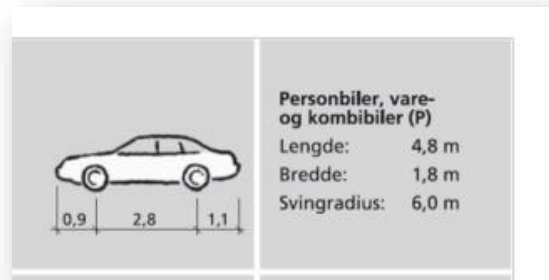 Personbiler, vare-
og kombibiler (P)
Lengde: 4,8 m
Bredde: 1,8 m
Svingradius: 6,0 m
0,9 2,8 1,1